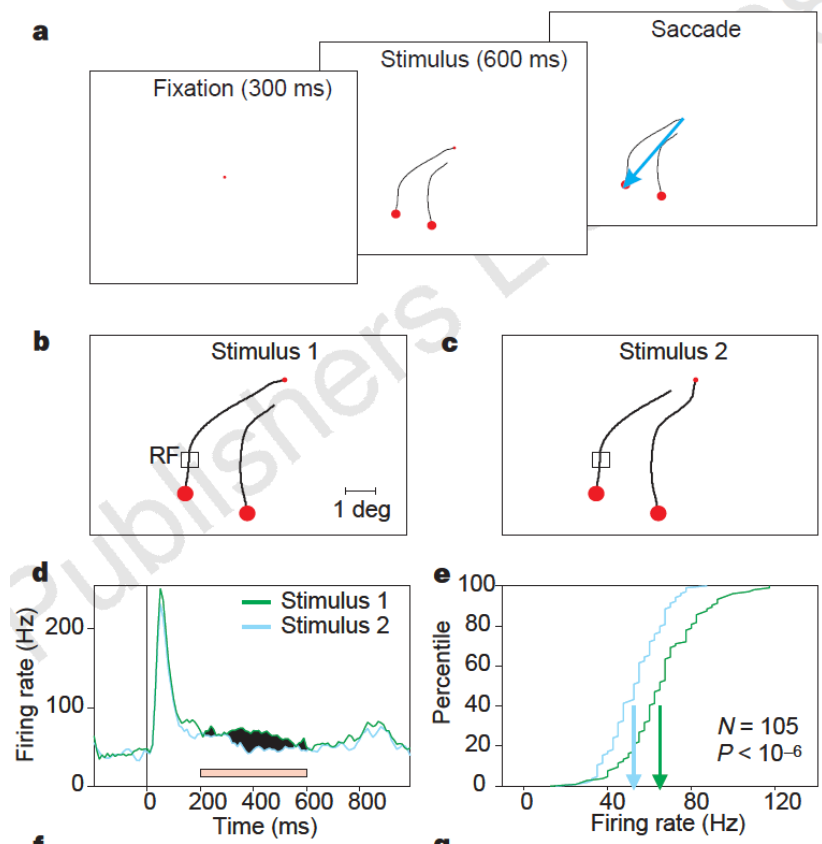 a
Fixation (300 ms)
Stimulus (600 ms)
Saccade
b
Stimulus 1
RF
1 deg
c
Stimulus 2
d
Firing rate (Hz)
200
100
0
Stimulus 1
Stimulus 2
0 200 400 600 800
Time (ms)
e
Percentile
100
80
60
40
20
0
N = 105
P < 10⁻⁶
0 40 80 120
Firing rate (Hz)
Publishers L